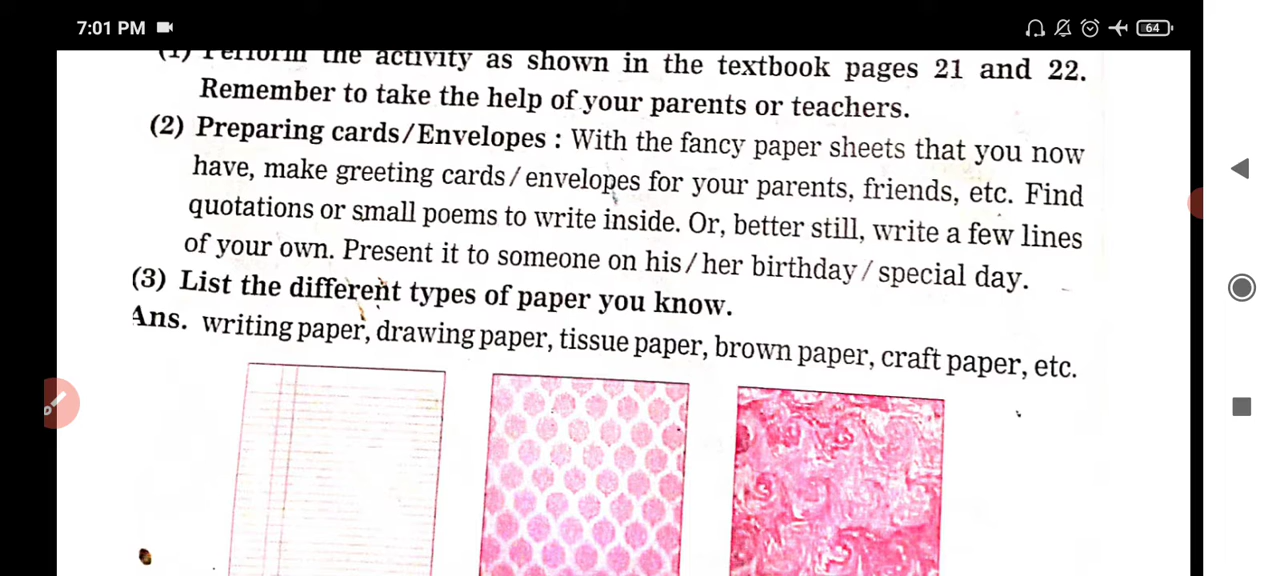 7:01 PM
64
(1) Perform the activity as shown in the textbook pages 21 and 22.
Remember to take the help of your parents or teachers.
(2) Preparing cards/Envelopes : With the fancy paper sheets that you now
have, make greeting cards/envelopes for your parents, friends, etc. Find
quotations or small poems to write inside. Or, better still, write a few lines
of your own. Present it to someone on his/her birthday/special day.
(3) List the different types of paper you know.
Ans. writing paper, drawing paper, tissue paper, brown paper, craft paper, etc.